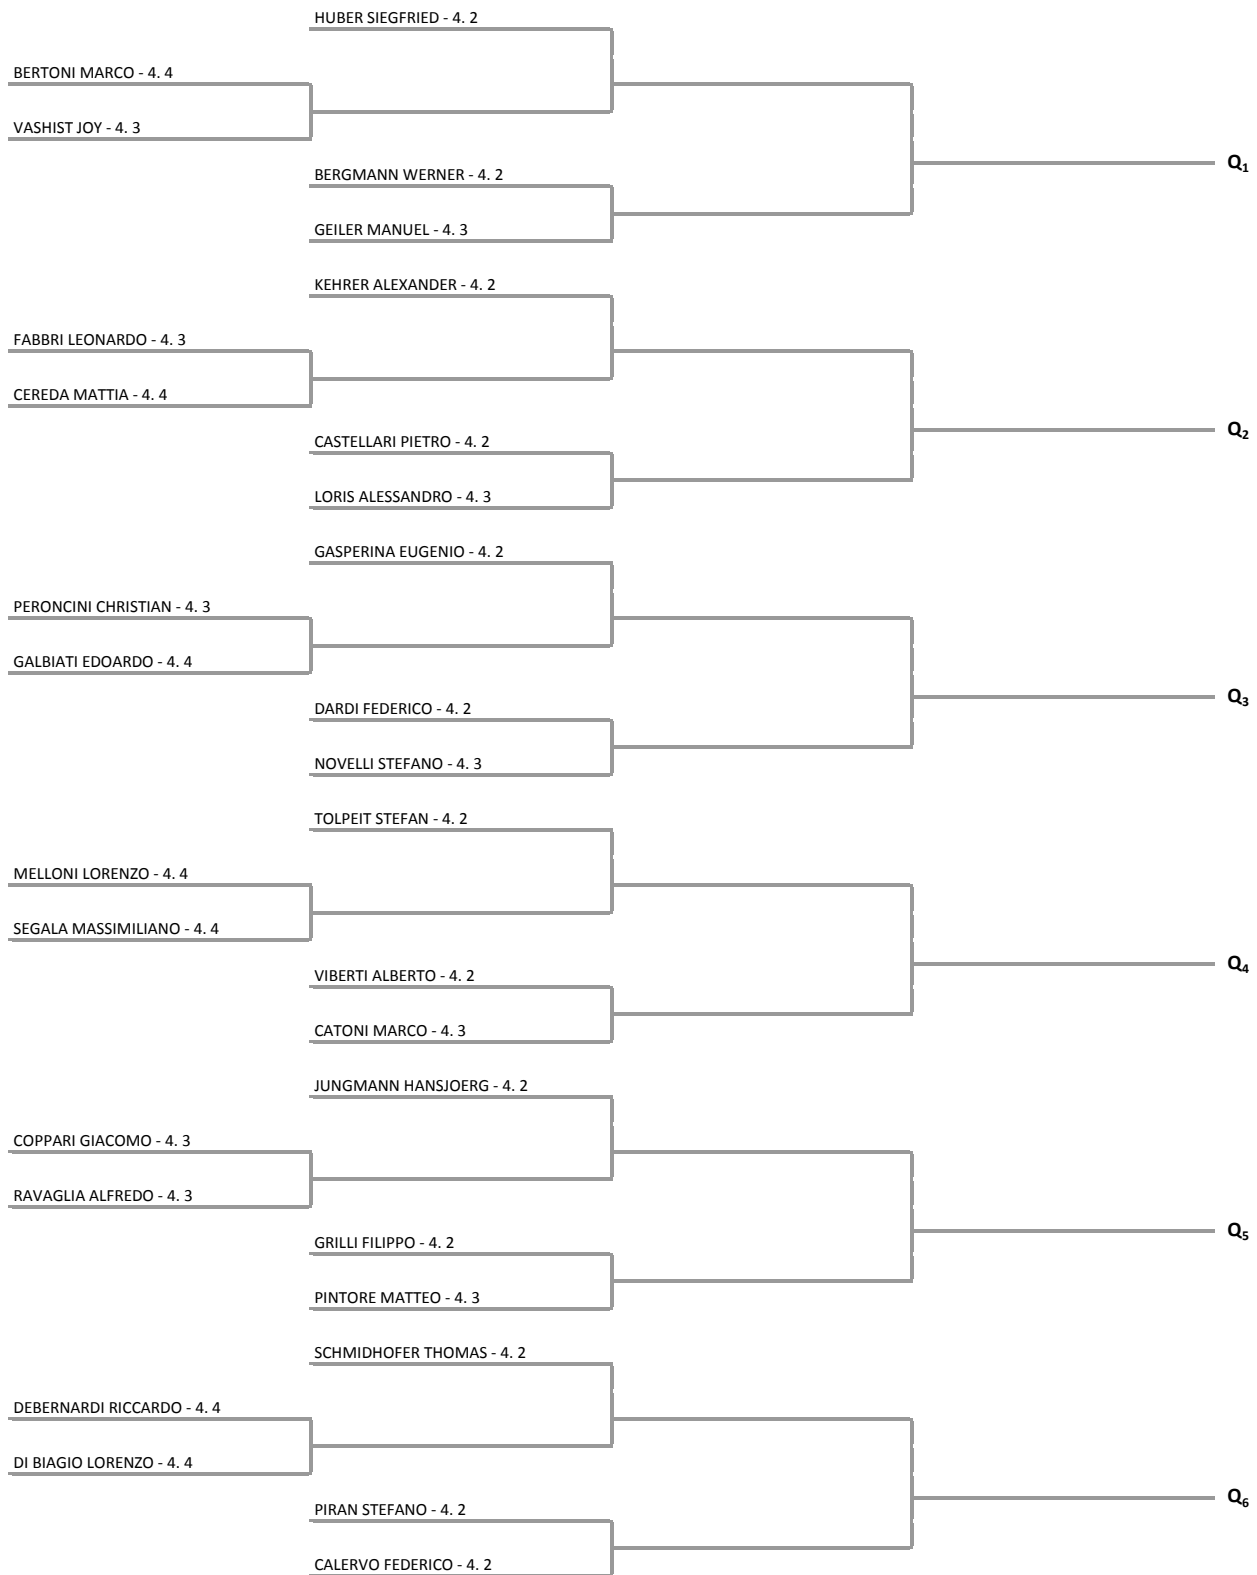 HUBER SIEGFRIED - 4. 2
BERTONI MARCO - 4. 4
VASHIST JOY - 4. 3
Q1
BERGMANN WERNER - 4. 2
GEILER MANUEL - 4. 3
KEHRER ALEXANDER - 4. 2
FABBRI LEONARDO - 4. 3
CEREDA MATTIA - 4. 4
Q2
CASTELLARI PIETRO - 4. 2
LORIS ALESSANDRO - 4. 3
GASPERINA EUGENIO - 4. 2
PERONCINI CHRISTIAN - 4. 3
GALBIATI EDOARDO - 4. 4
Q3
DARDI FEDERICO - 4. 2
NOVELLI STEFANO - 4. 3
TOLPEIT STEFAN - 4. 2
MELLONI LORENZO - 4. 4
SEGALA MASSIMILIANO - 4. 4
Q4
VIBERTI ALBERTO - 4. 2
CATONI MARCO - 4. 3
JUNGMANN HANSJOERG - 4. 2
COPPARI GIACOMO - 4. 3
RAVAGLIA ALFREDO - 4. 3
Q5
GRILLI FILIPPO - 4. 2
PINTORE MATTEO - 4. 3
SCHMIDHOFER THOMAS - 4. 2
DEBERNARDI RICCARDO - 4. 4
DI BIAGIO LORENZO - 4. 4
Q6
PIRAN STEFANO - 4. 2
CALERVO FEDERICO - 4. 2